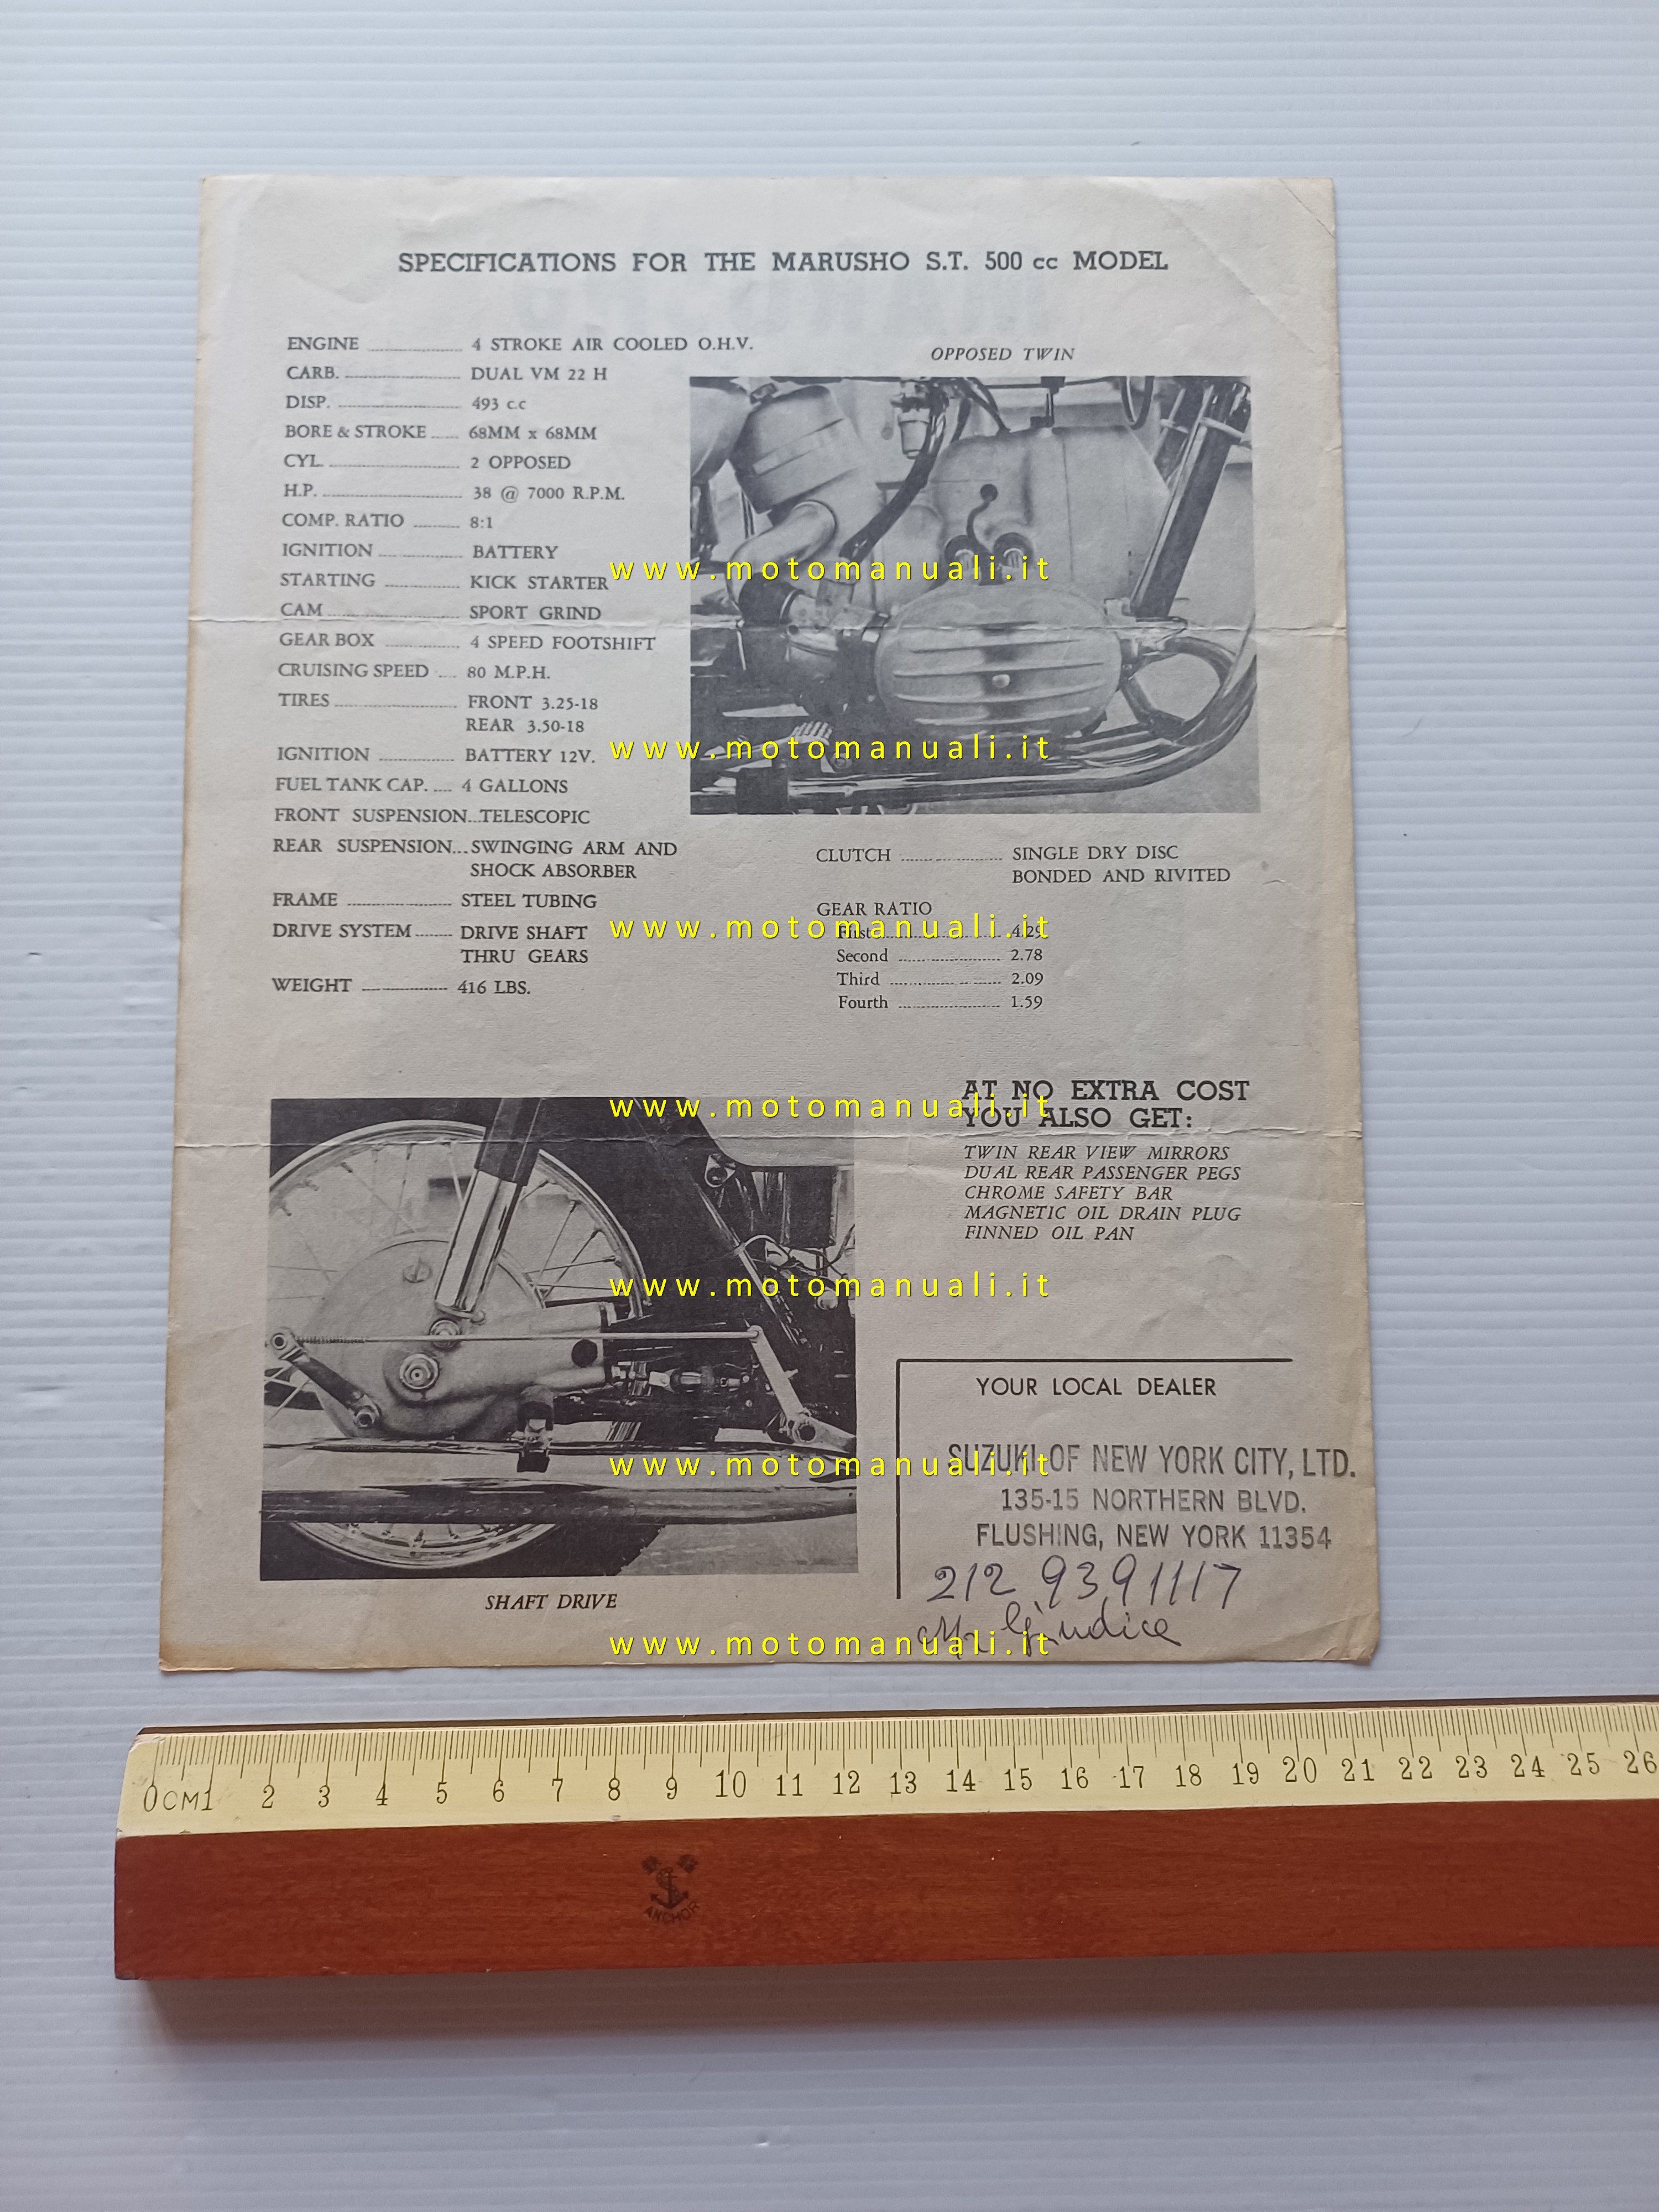 SPECIFICATIONS FOR THE MARUSHO S.T. 500 cc MODEL
ENGINE 4 STROKE AIR COOLED O.H.V.
CARB. DUAL VM 22 H
DISP. 493 c.c
BORE & STROKE 68MM x 68MM
CYL. 2 OPPOSED
H.P. 38 @ 7000 R.P.M.
COMP. RATIO 8:1
IGNITION BATTERY
STARTING KICK STARTER
CAM SPORT GRIND
GEAR BOX 4 SPEED FOOTSHIFT
CRUISING SPEED 80 M.P.H.
TIRES FRONT 3.25-18
REAR 3.50-18
IGNITION BATTERY 12V.
FUEL TANK CAP. 4 GALLONS
FRONT SUSPENSION...TELESCOPIC
REAR SUSPENSION...SWINGING ARM AND
SHOCK ABSORBER
FRAME STEEL TUBING
DRIVE SYSTEM DRIVE SHAFT
THRU GEARS
WEIGHT 416 LBS.
OPPOSED TWIN
CLUTCH SINGLE DRY DISC
BONDED AND RIVITED
GEAR RATIO
First
Second 2.78
Third 2.09
Fourth 1.59
AT NO EXTRA COST
YOU ALSO GET:
TWIN REAR VIEW MIRRORS
DUAL REAR PASSENGER PEGS
CHROME SAFETY BAR
MAGNETIC OIL DRAIN PLUG
FINNED OIL PAN
SHAFT DRIVE
YOUR LOCAL DEALER
SUZUKI OF NEW YORK CITY, LTD.
135-15 NORTHERN BLVD.
FLUSHING, NEW YORK 11354
212 9391117
Mr Giudice
www.motomanuali.it
www.motomanuali.it
www.motomanuali.it
www.motomanuali.it
www.motomanuali.it
www.motomanuali.it
www.motomanuali.it
0CM1 2 3 4 5 6 7 8 9 10 11 12 13 14 15 16 17 18 19 20 21 22 23 24 25 26
ANCHOR